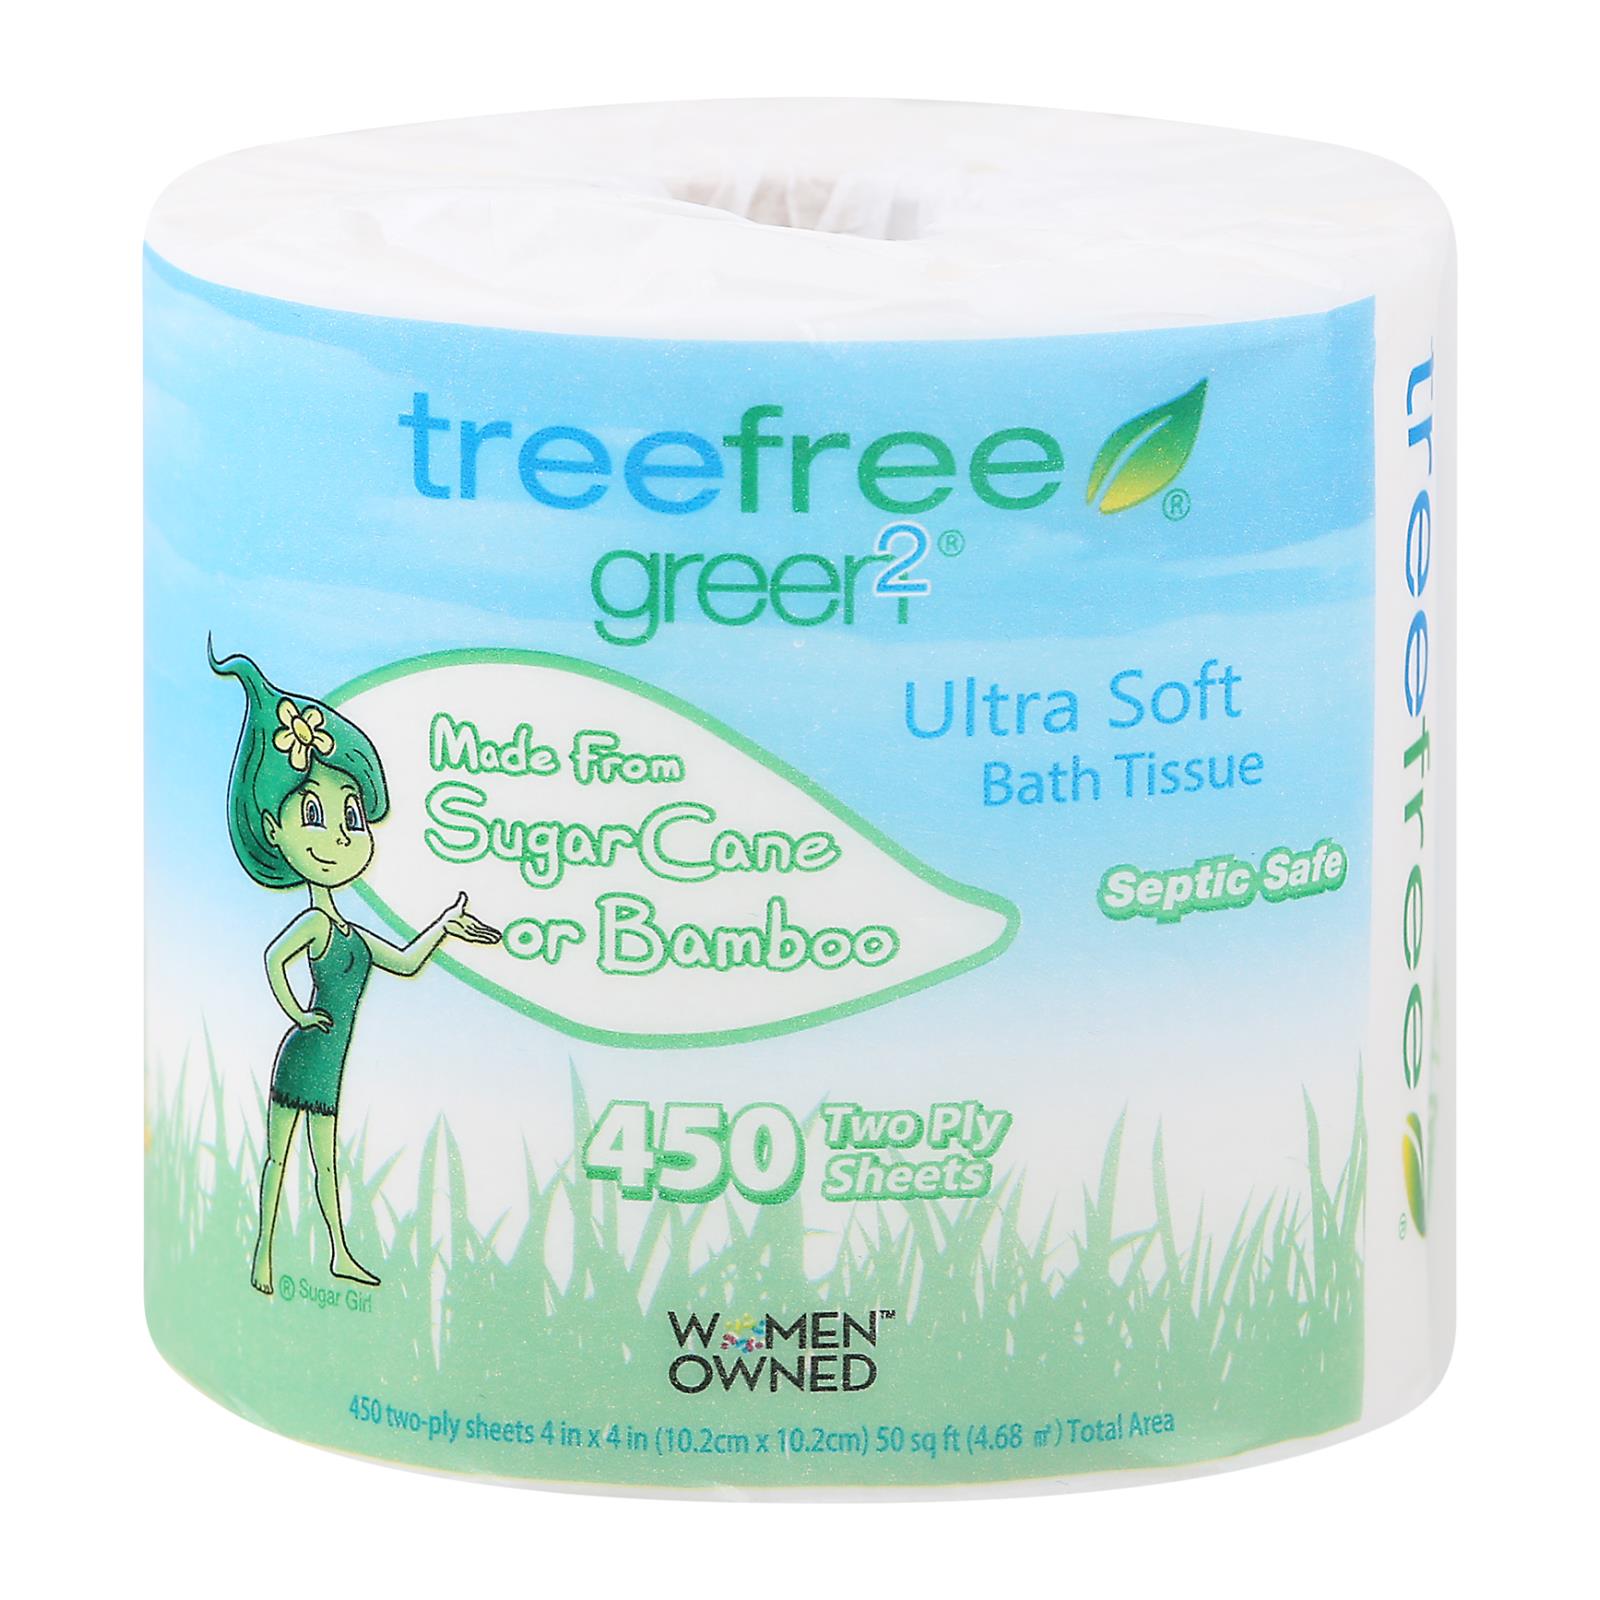 treefree®
green2®
Ultra Soft
Bath Tissue
Made From
SugarCane
or Bamboo
Septic Safe
450 Two Ply
Sheets
® Sugar Girl
WOMEN™
OWNED
450 two-ply sheets 4 in x 4 in (10.2cm x 10.2cm) 50 sq ft (4.68 ㎡) Total Area
treefree®